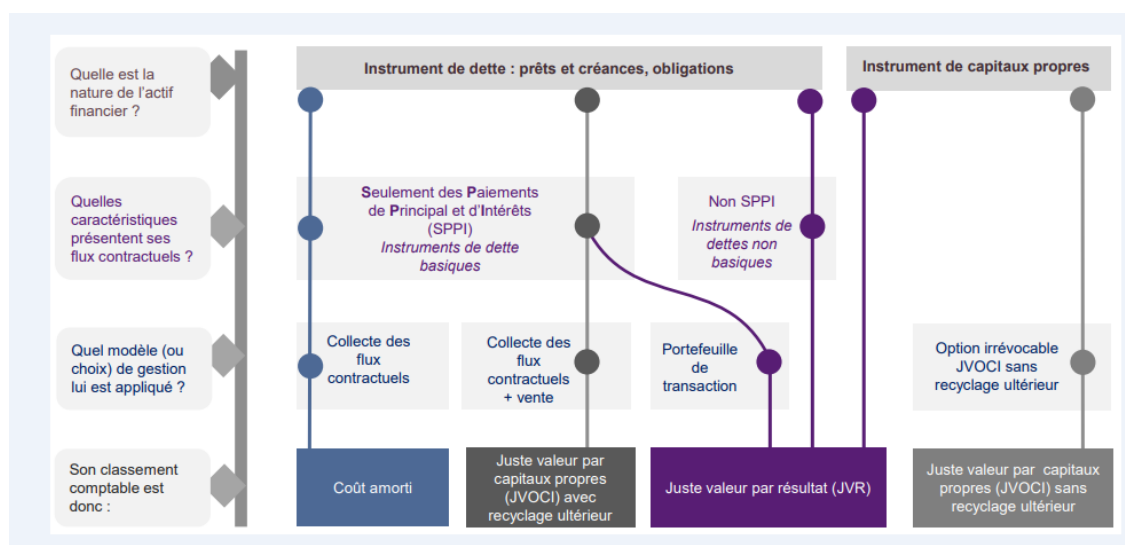 Quelle est la
nature de l'actif
financier ?
Instrument de dette : prêts et créances, obligations
Instrument de capitaux propres
Quelles
caractéristiques
présentent ses
flux contractuels ?
Seulement des Paiements
de Principal et d'Intérêts
(SPPI)
Instruments de dette
basiques
Non SPPI
Instruments de
dettes non
basiques
Quel modèle (ou
choix) de gestion
lui est appliqué ?
Collecte des
flux
contractuels
Collecte des
flux
contractuels
+ vente
Portefeuille
de
transaction
Option irrévocable
JVOCI sans
recyclage ultérieur
Son classement
comptable est
donc :
Coût amorti
Juste valeur par
capitaux propres
(JVOCI) avec
recyclage ultérieur
Juste valeur par résultat (JVR)
Juste valeur par capitaux
propres (JVOCI) sans
recyclage ultérieur